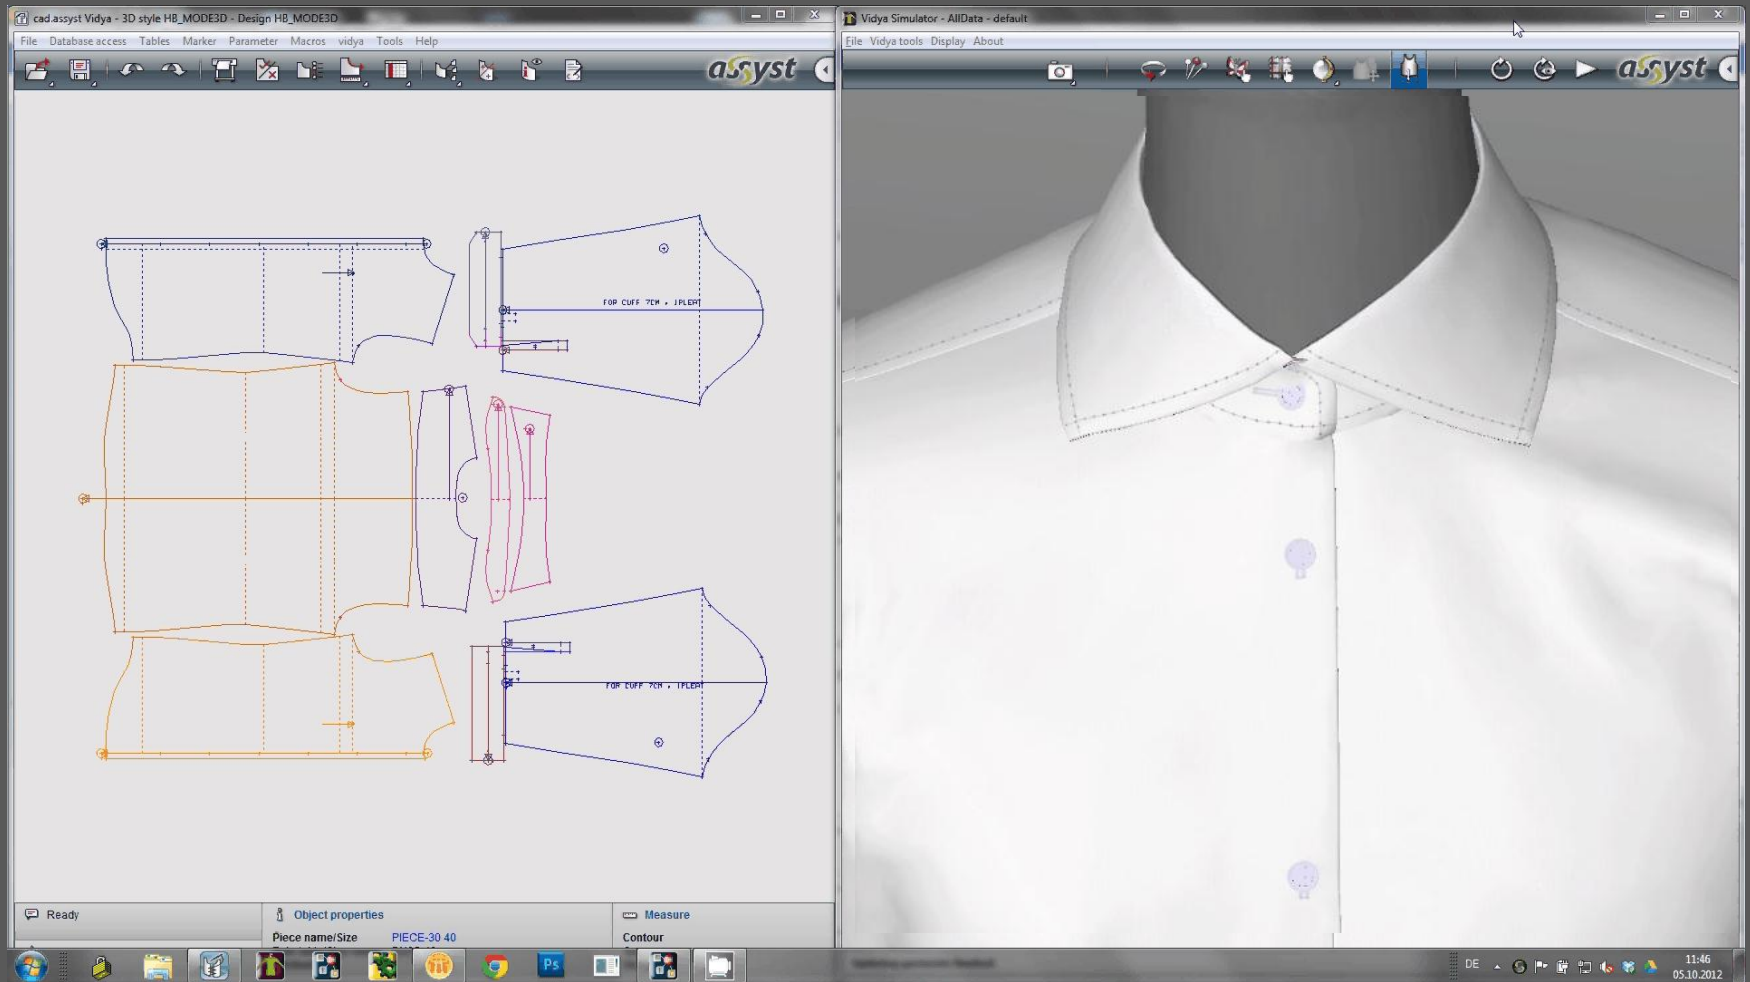 cad.assyst Vidya - 3D style HB_MODE3D - Design HB_MODE3D
File Database access Tables Marker Parameter Macros vidya Tools Help
assyst
FOR CUFF 7CM , 1PLEAT
FOR CUFF 7CM , 1PLEAT
Ready
Object properties
Measure
Piece name/Size PIECE-30 40
Contour
Vidya Simulator - AllData - default
File Vidya tools Display About
assyst
Ps
DE
11:46
05.10.2012